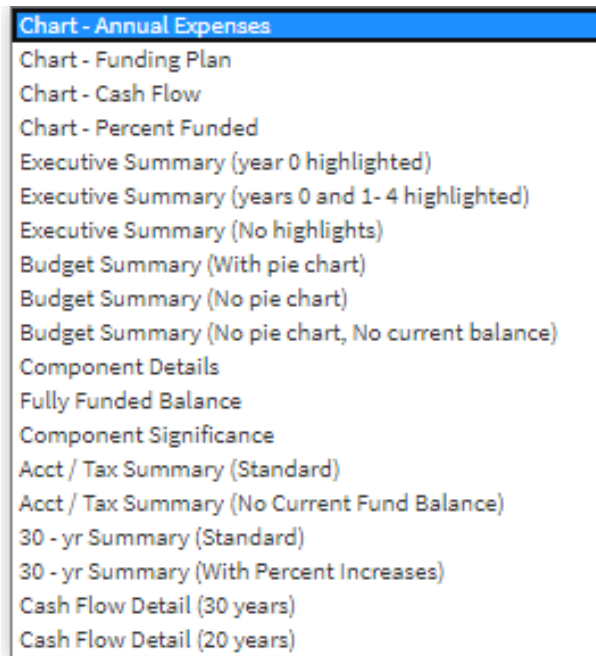 Chart - Annual Expenses
Chart - Funding Plan
Chart - Cash Flow
Chart - Percent Funded
Executive Summary (year 0 highlighted)
Executive Summary (years 0 and 1- 4 highlighted)
Executive Summary (No highlights)
Budget Summary (With pie chart)
Budget Summary (No pie chart)
Budget Summary (No pie chart, No current balance)
Component Details
Fully Funded Balance
Component Significance
Acct / Tax Summary (Standard)
Acct / Tax Summary (No Current Fund Balance)
30 - yr Summary (Standard)
30 - yr Summary (With Percent Increases)
Cash Flow Detail (30 years)
Cash Flow Detail (20 years)